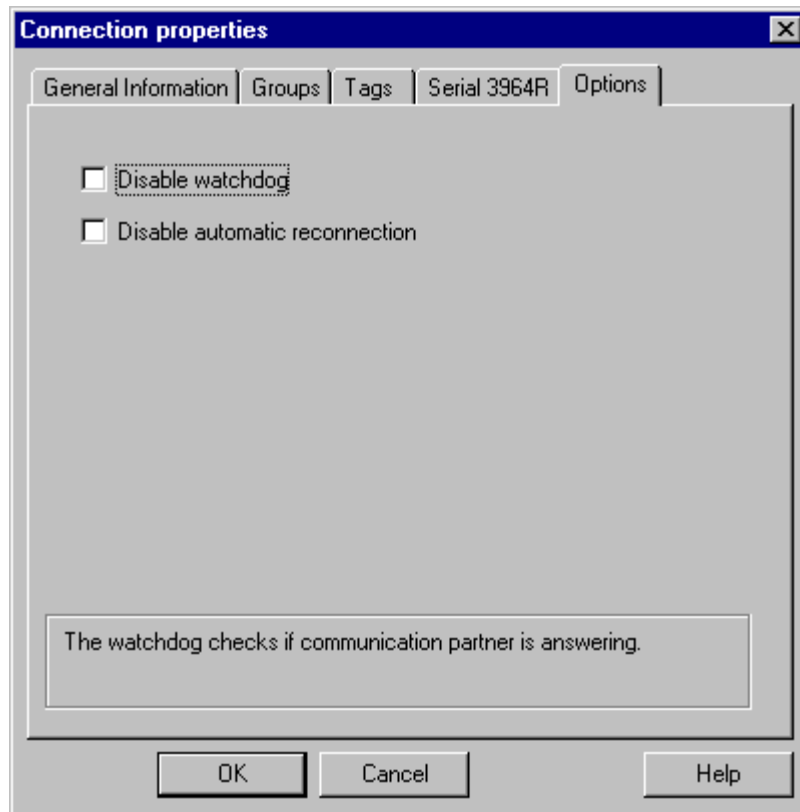 Connection properties
General Information Groups Tags Serial 3964R Options
Disable watchdog
Disable automatic reconnection
The watchdog checks if communication partner is answering.
OK Cancel Help